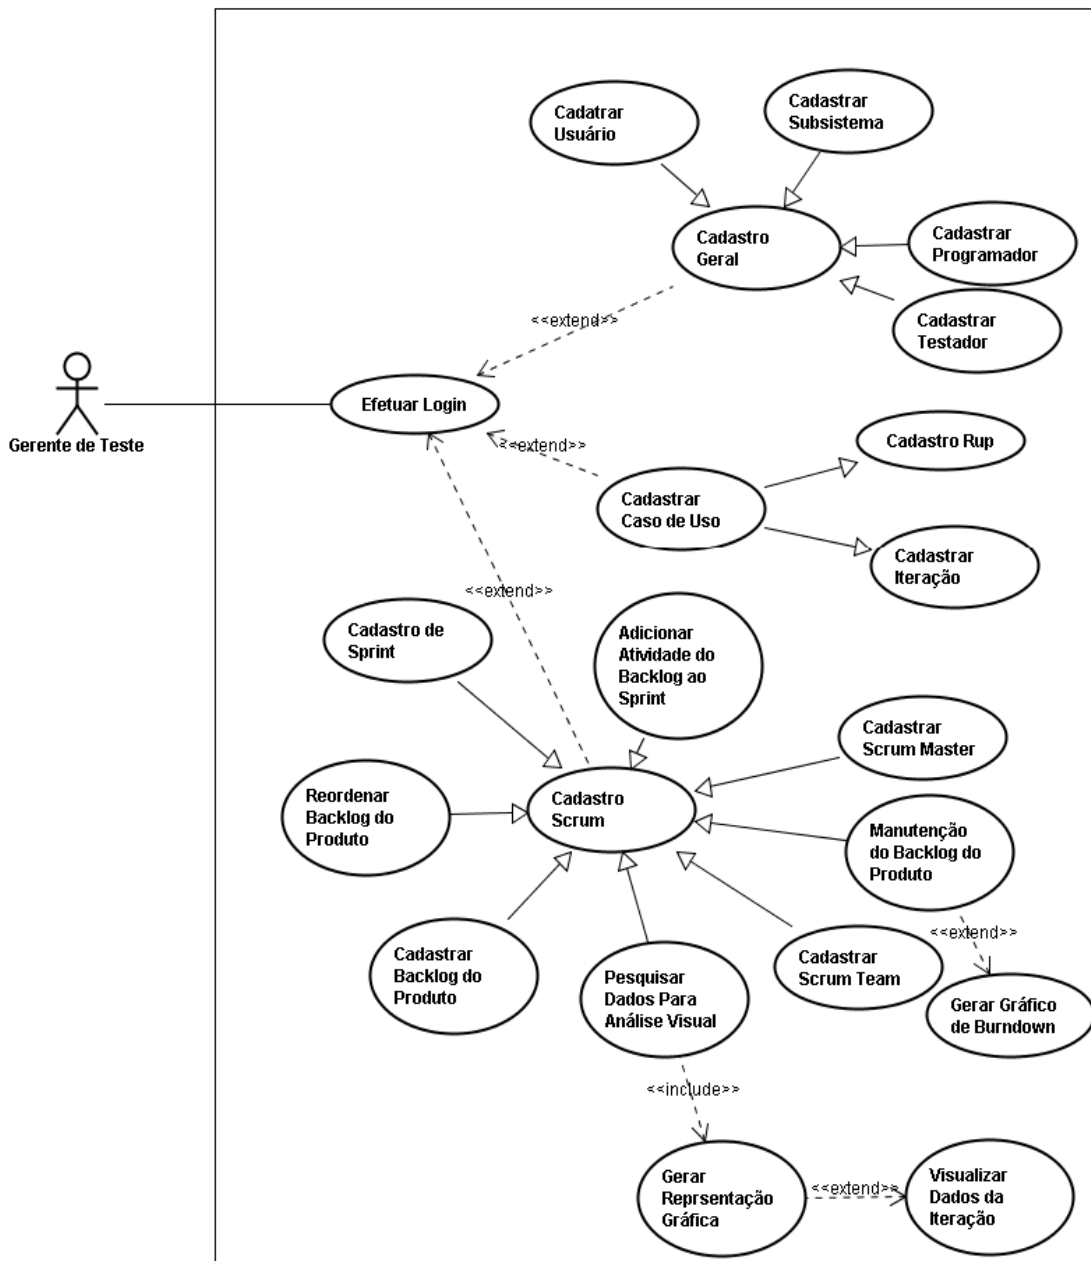 Cadatrar
Usuário
Cadastrar
Subsistema
Cadastro
Geral
Cadastrar
Programador
Cadastrar
Testador
<<extend>>
Gerente de Teste
Efetuar Login
<<extend>>
Cadastro Rup
Cadastrar
Caso de Uso
Cadastrar
Iteração
<<extend>>
Cadastro de
Sprint
Adicionar
Atividade do
Backlog ao
Sprint
Cadastrar
Scrum Master
Reordenar
Backlog do
Produto
Cadastro
Scrum
Manutenção
do Backlog do
Produto
<<extend>>
Cadastrar
Backlog do
Produto
Pesquisar
Dados Para
Análise Visual
Cadastrar
Scrum Team
Gerar Gráfico
de Burndown
<<include>>
Gerar
Reprsentação
Gráfica
<<extend>>
Visualizar
Dados da
Iteração